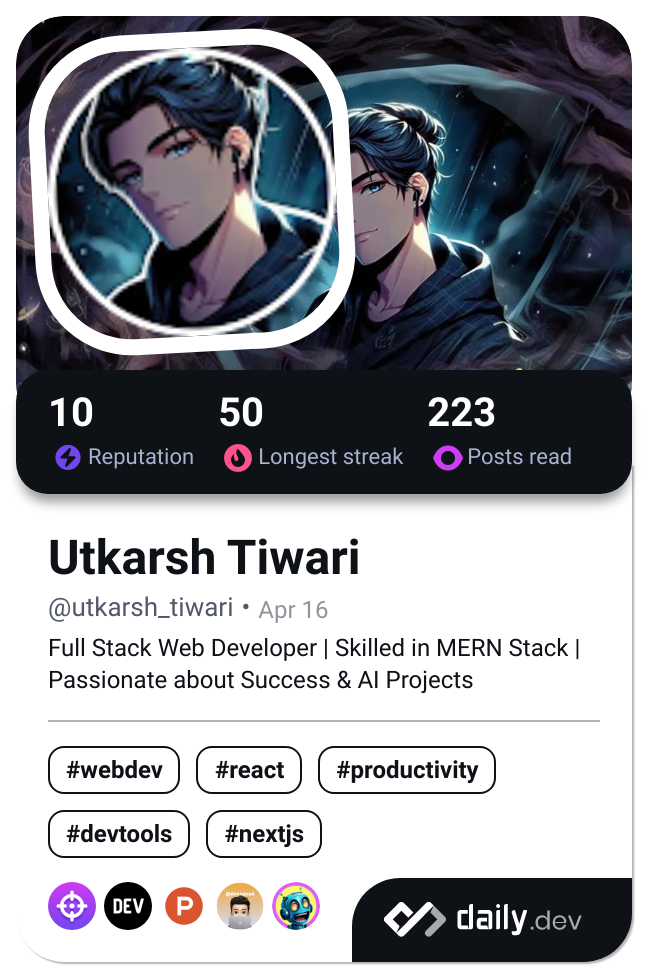 10 50 223
Reputation Longest streak Posts read
Utkarsh Tiwari
@utkarsh_tiwari • Apr 16
Full Stack Web Developer | Skilled in MERN Stack |
Passionate about Success & AI Projects
#webdev #react #productivity
#devtools #nextjs
DEV P
daily.dev